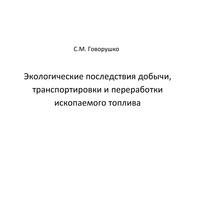 С.М. Говорушко
Экологические последствия добычи,
транспортировки и переработки
ископаемого топлива